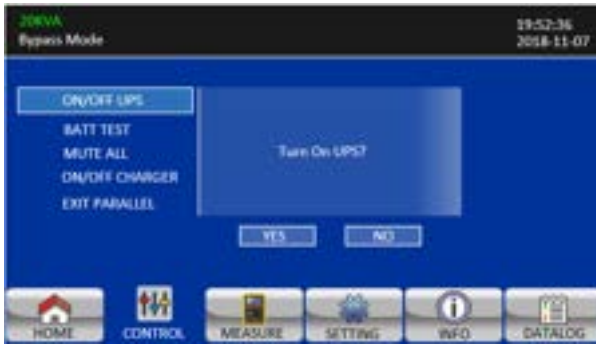 20KVA
Bypass Mode
19:52:36
2018-11-07
ON/OFF UPS
BATT TEST
MUTE ALL
ON/OFF CHARGER
EXIT PARALLEL
Turn On UPS?
YES
NO
HOME
CONTROL
MEASURE
SETTING
INFO
DATALOG